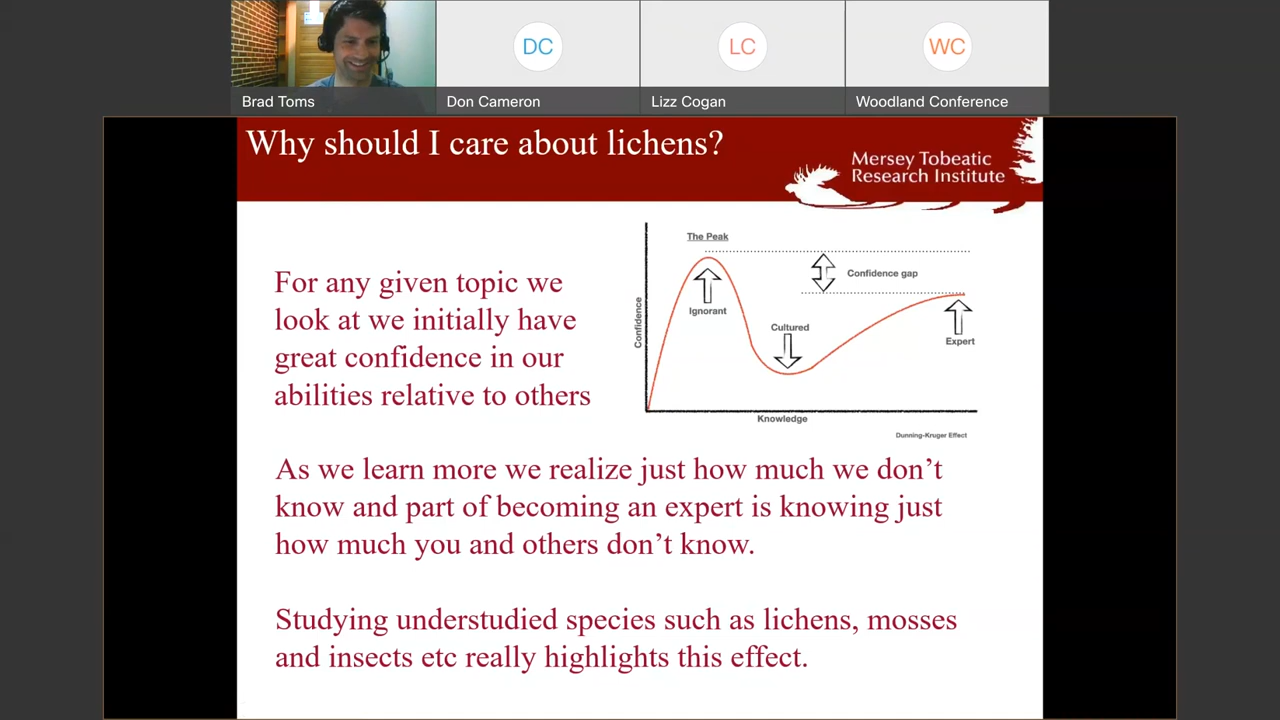 DC
LC
WC
Brad Toms
Don Cameron
Lizz Cogan
Woodland Conference
Why should I care about lichens?
Mersey Tobeatic
Research Institute
For any given topic we
look at we initially have
great confidence in our
abilities relative to others
The Peak
Confidence gap
Ignorant
Cultured
Expert
Confidence
Knowledge
Dunning-Kruger Effect
As we learn more we realize just how much we don’t
know and part of becoming an expert is knowing just
how much you and others don’t know.
Studying understudied species such as lichens, mosses
and insects etc really highlights this effect.